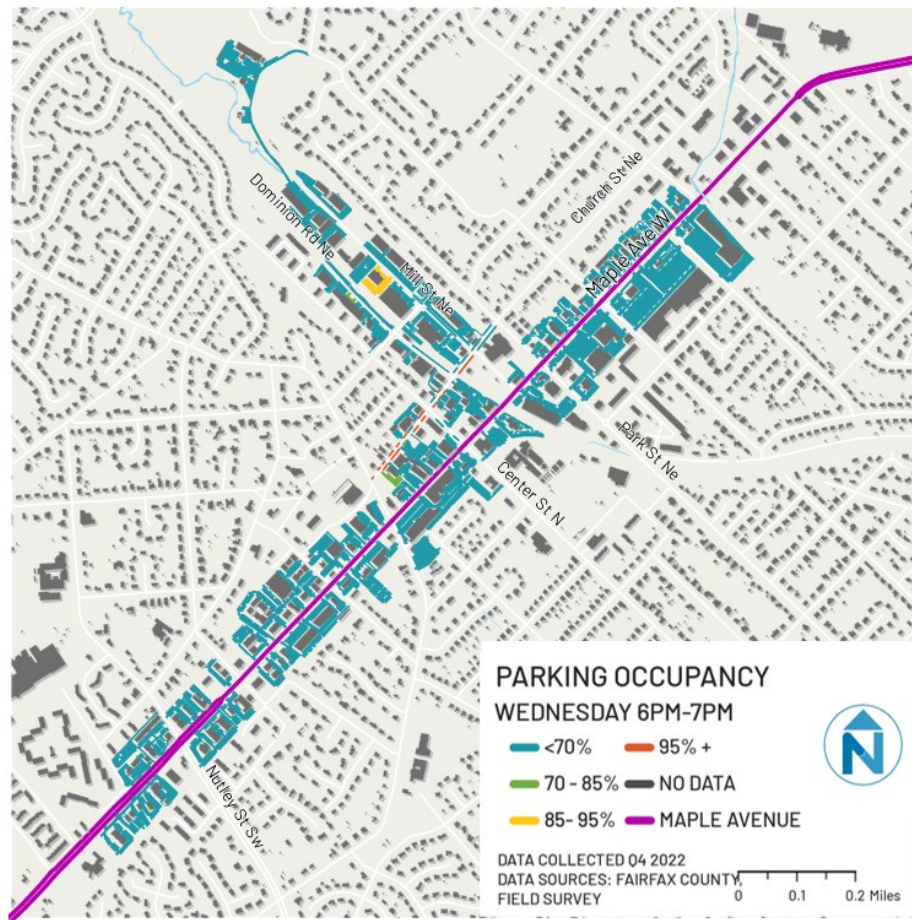 Church St Ne
Dominion Rd Ne
Maple Ave W
Mill St Ne
Park St Ne
Center St N
Nutley St Sw
PARKING OCCUPANCY
WEDNESDAY 6PM-7PM
<70% 95% +
70 - 85% NO DATA
85- 95% MAPLE AVENUE
N
DATA COLLECTED Q4 2022
DATA SOURCES: FAIRFAX COUNTY,
FIELD SURVEY
0 0.1 0.2 Miles